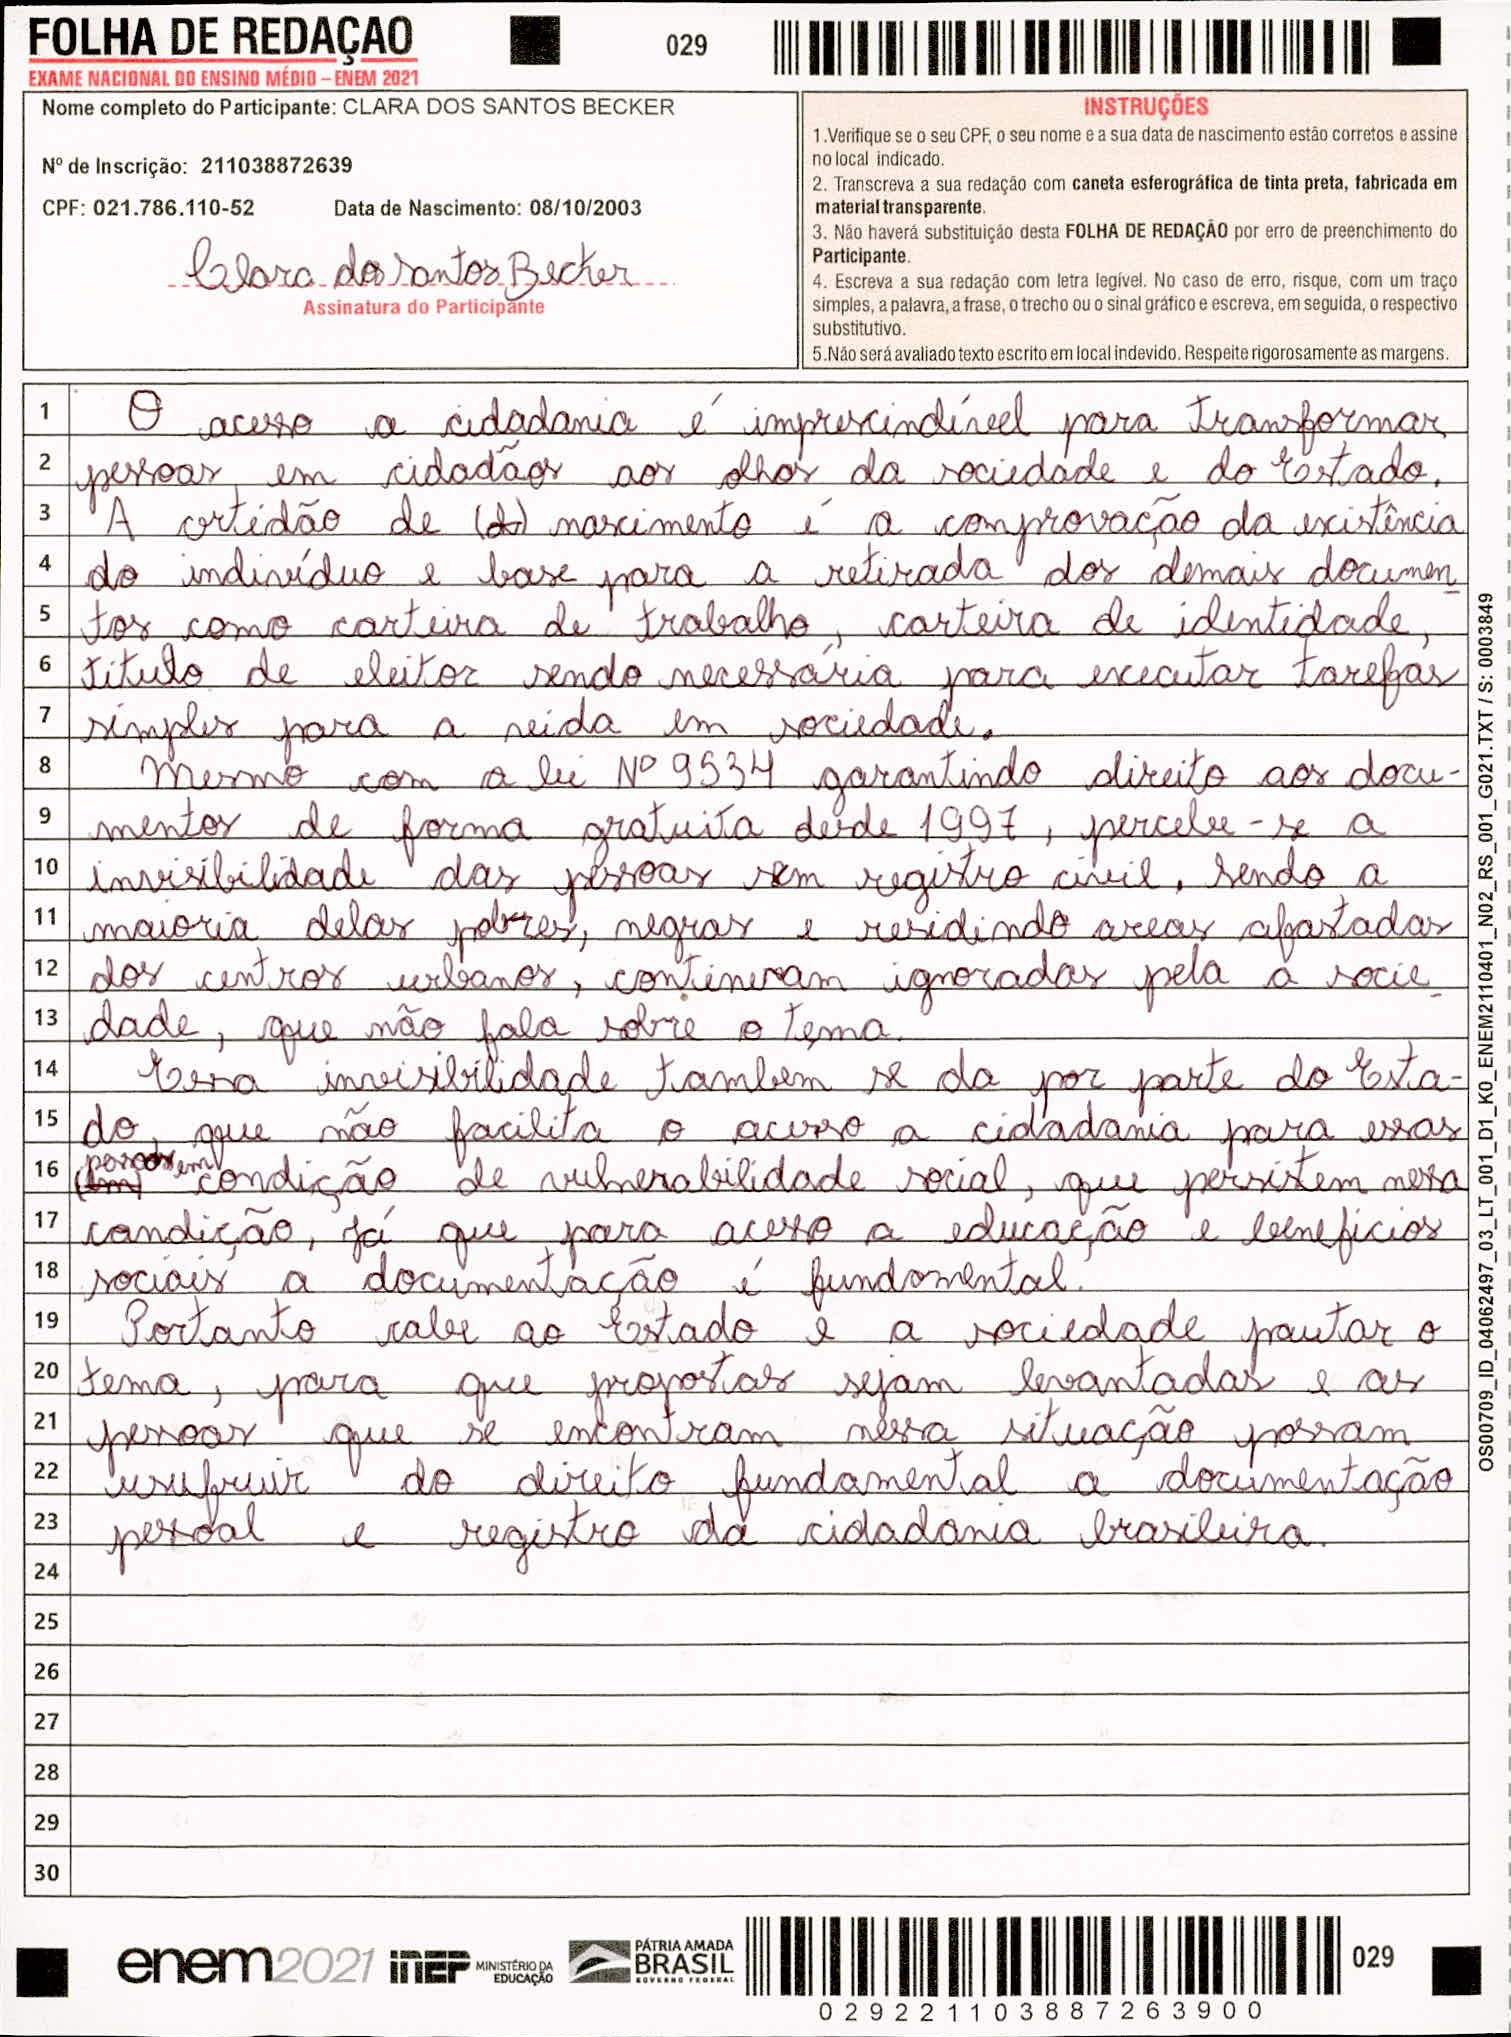 FOLHA DE REDAÇAO
029
EXAME NACIONAL DO ENSINO MÉDIO – ENEM 2021
Nome completo do Participante: CLARA DOS SANTOS BECKER
Nº de Inscrição: 211038872639
CPF: 021.786.110-52 Data de Nascimento: 08/10/2003
Clara dos Santos Becker
Assinatura do Participante
INSTRUÇÕES
1.Verifique se o seu CPF, o seu nome e a sua data de nascimento estão corretos e assine
no local indicado.
2. Transcreva a sua redação com caneta esferográfica de tinta preta, fabricada em
material transparente.
3. Não haverá substituição desta FOLHA DE REDAÇÃO por erro de preenchimento do
Participante.
4. Escreva a sua redação com letra legível. No caso de erro, risque, com um traço
simples, a palavra, a frase, o trecho ou o sinal gráfico e escreva, em seguida, o respectivo
substitutivo.
5.Não será avaliado texto escrito em local indevido. Respeite rigorosamente as margens.
1 O acesso a cidadania é imprescindível para transformar
2 pessoas em cidadãos aos olhos da sociedade e do Estado.
3 A certidão de (do) nascimento é a comprovação da existência
4 do indivíduo e base para a retirada dos demais documen
5 tos como carteira de trabalho, carteira de identidade,
6 título de eleitor sendo necessária para executar tarefas
7 simples para a vida em sociedade.
8 Mesmo com a lei Nº 9534 garantindo direito aos docu-
9 mentos de forma gratuita desde 1997, percebe-se a
10 invisibilidade das pessoas sem registro civil. Sendo a
11 maioria delas pobres, negras e residindo areas afastadas
12 dos centros urbanos, continuam ignoradas pela a socie
13 dade, que não fala sobre o tema.
14 Essa invisibilidade tambem se da por parte do Esta-
15 do, que não facilita o acesso a cidadania para essas
16 (em) pessoas em condição de vulnerabilidade social, que persistem nessa
17 condição, já que para acesso a educação e beneficios
18 sociais a documentação é fundamental.
19 Portanto cabe ao Estado e a sociedade pautar o
20 tema, para que propostas sejam levantadas e as
21 pessoas que se encontram nessa situação possam
22 usufruir do direito fundamental a documentação
23 pessoal e registro da cidadania brasileira.
24
25
26
27
28
29
30
OS00709_ID_04062497_03_LT_001_D1_K0_ENEM2110401_N02_RS_001_G021.TXT / S: 0003849
enem2021 INEP MINISTÉRIO DA EDUCAÇÃO PÁTRIA AMADA BRASIL GOVERNO FEDERAL
029
029221103887263900